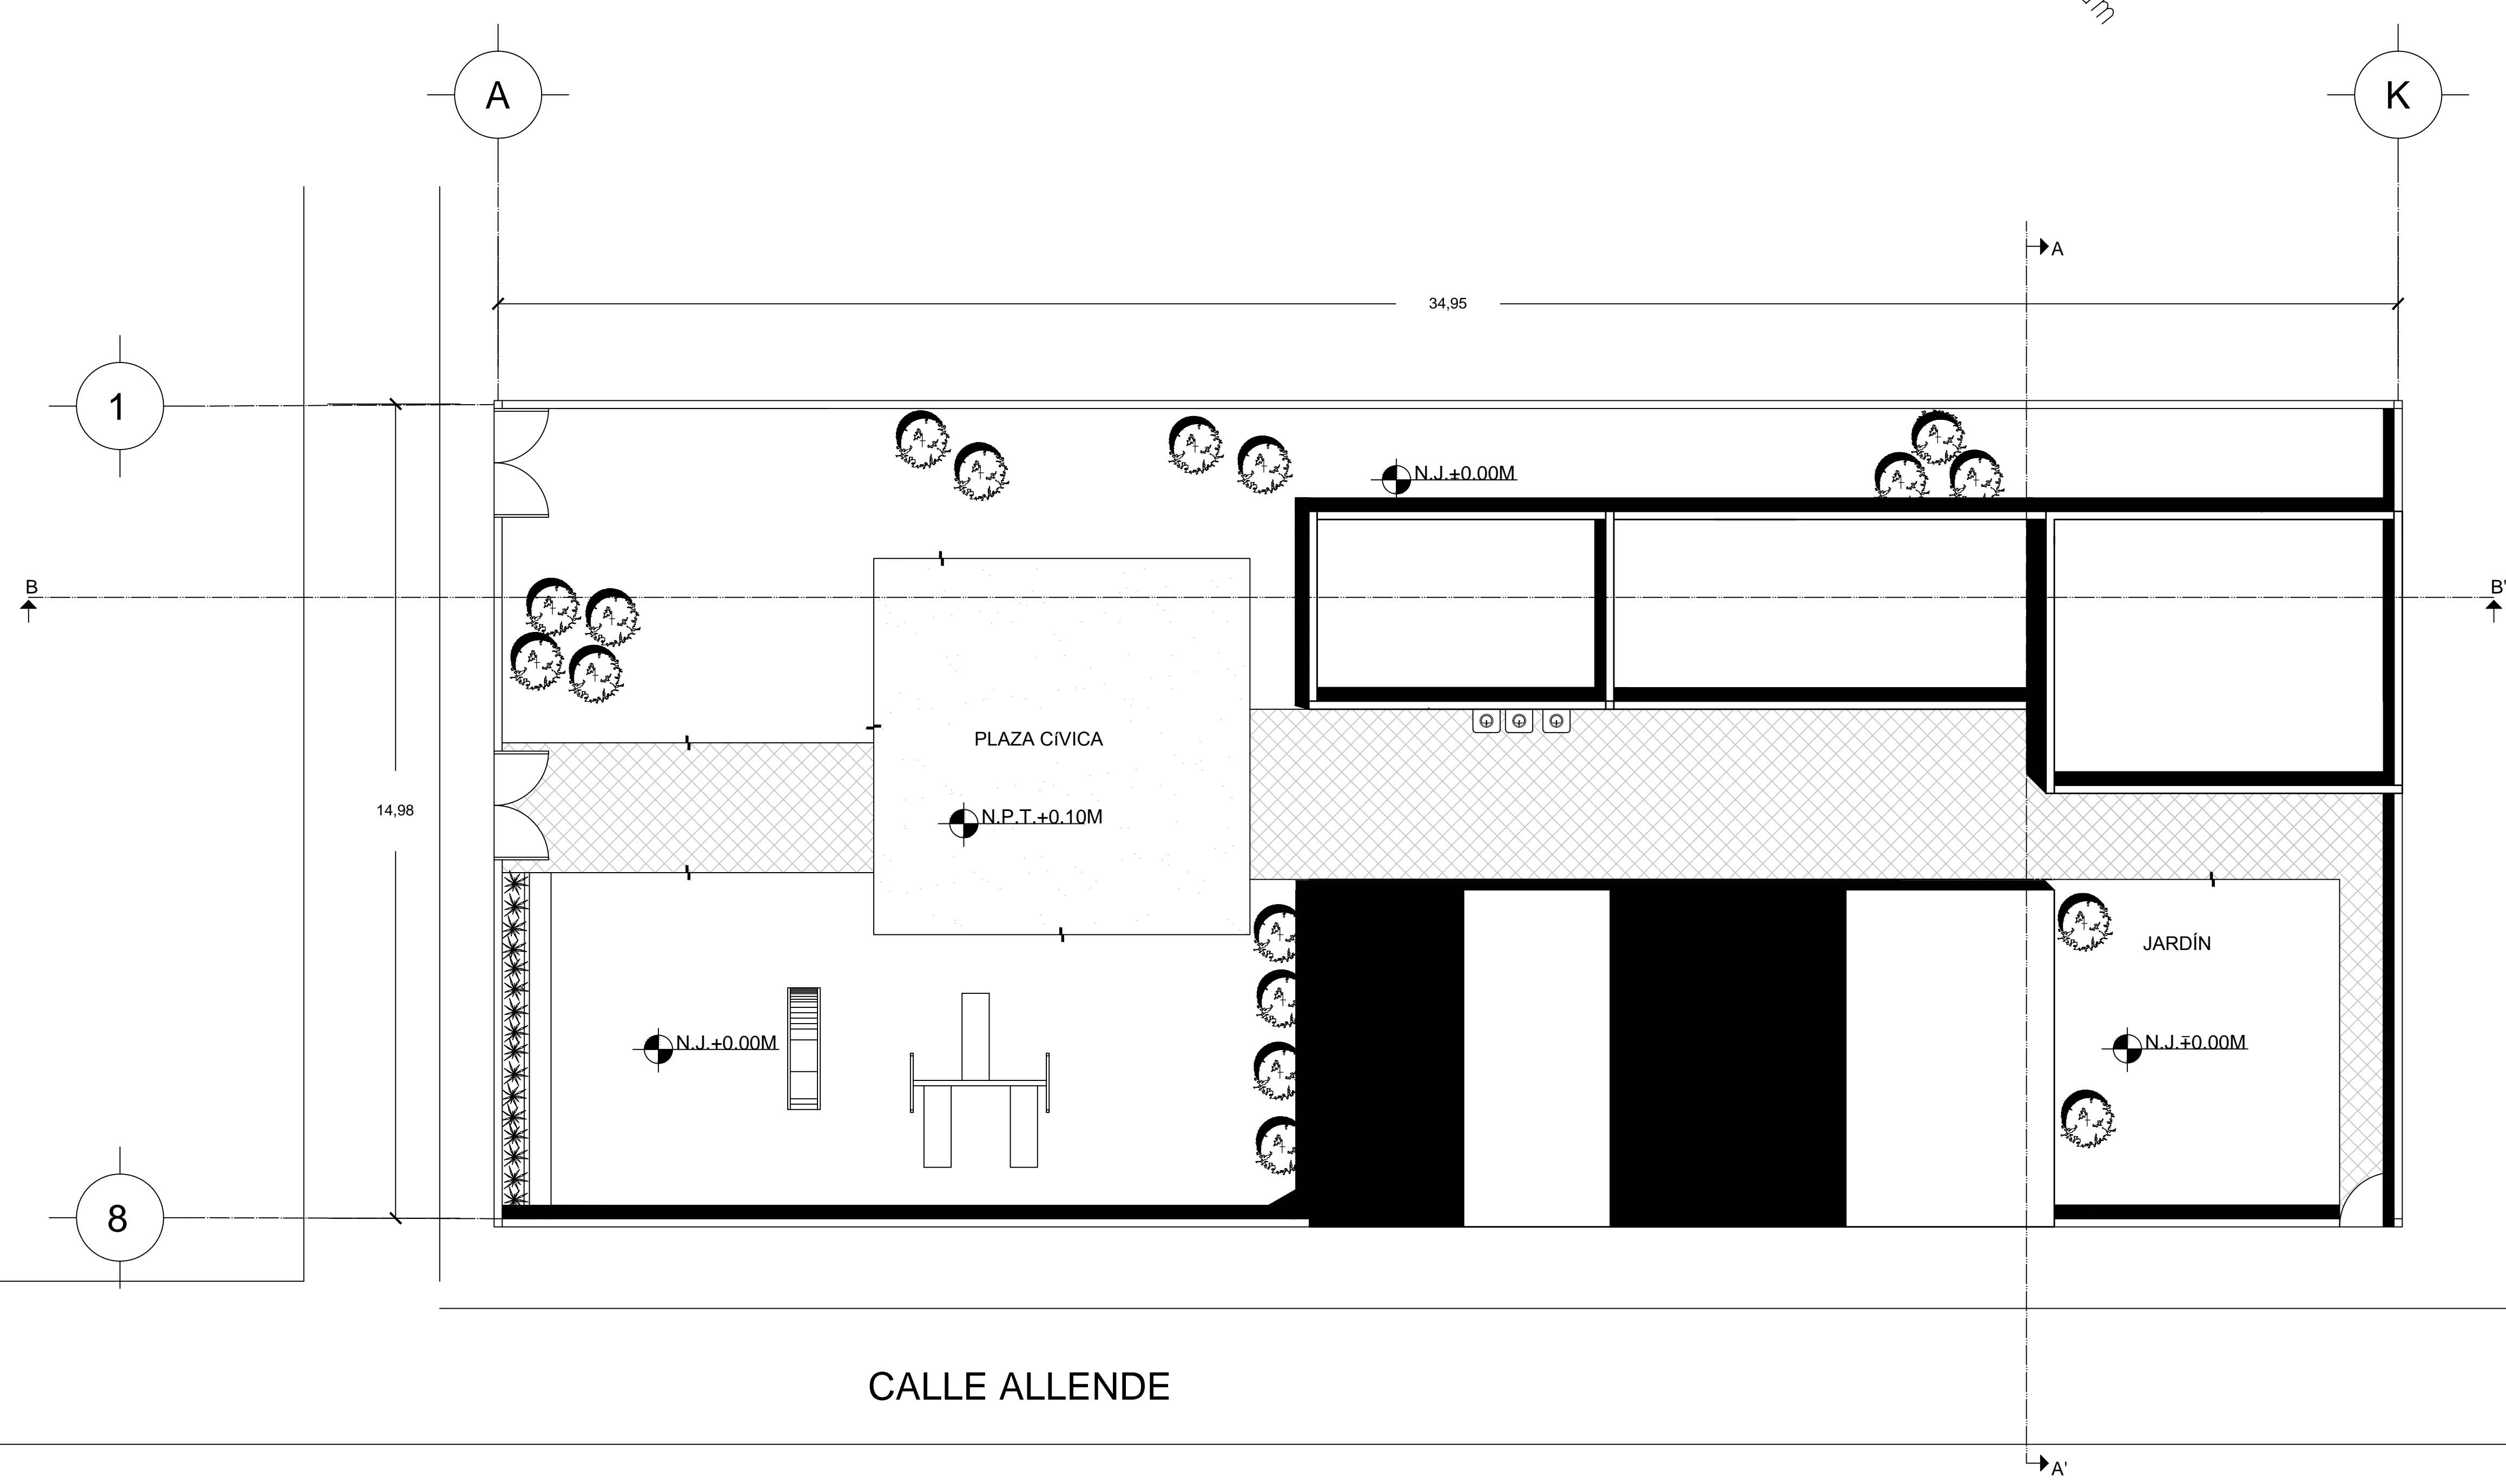 m
A
K
A
34,95
1
N.J.±0.00M
B
B'
PLAZA CíVICA
14,98
N.P.T.+0.10M
JARDÍN
N.J.+0.00M
N.J.∓0.00M
8
CALLE ALLENDE
A'